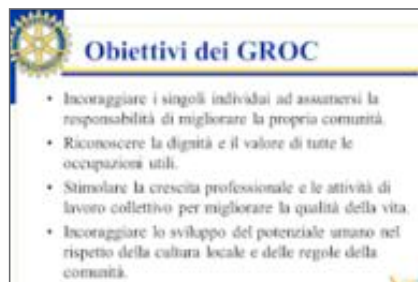 Obiettivi dei GROC
• Incoraggiare i singoli individui ad assumersi la
responsabilità di migliorare la propria comunità.
• Riconoscere la dignità e il valore di tutte le
occupazioni utili.
• Stimolare la crescita professionale e le attività di
lavoro collettivo per migliorare la qualità della vita.
• Incoraggiare lo sviluppo del potenziale umano nel
rispetto della cultura locale e delle regole della
comunità.